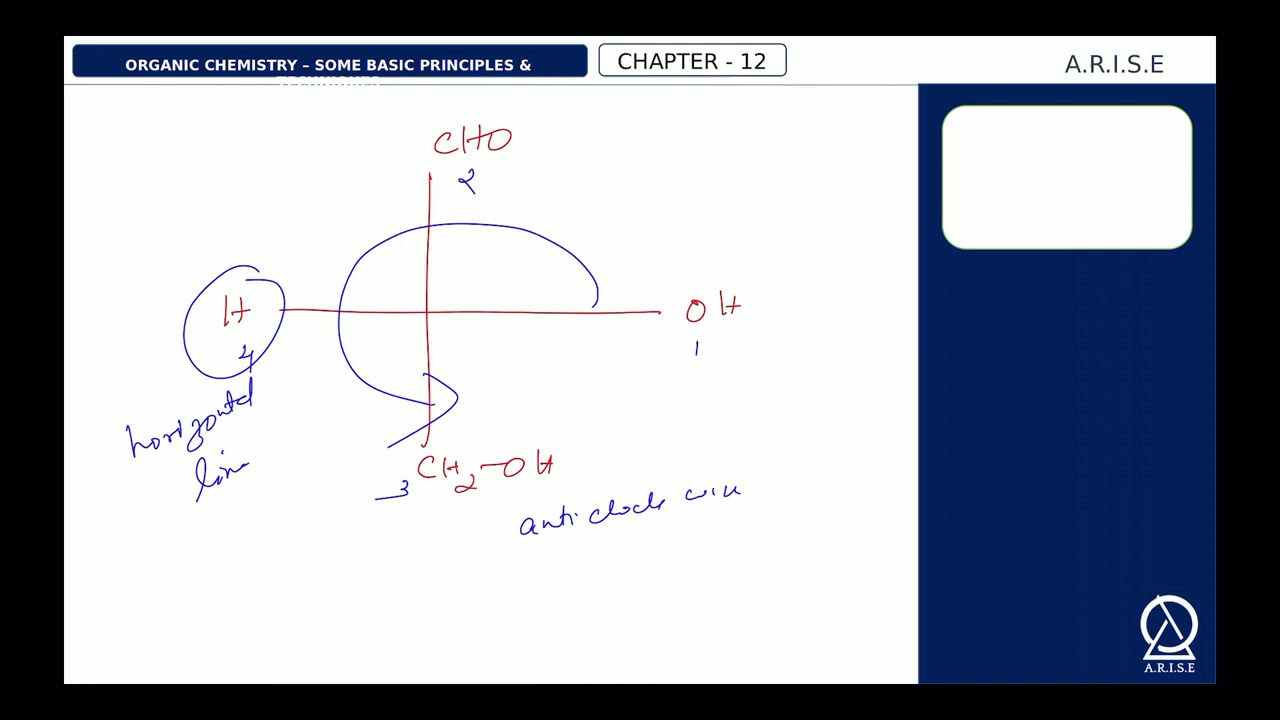 ORGANIC CHEMISTRY – SOME BASIC PRINCIPLES &
TECHNIQUES
CHAPTER - 12
A.R.I.S.E
CHO
2
H
OH
4
1
horizontal
line
3 CH2-OH
anti clock wise
A.R.I.S.E